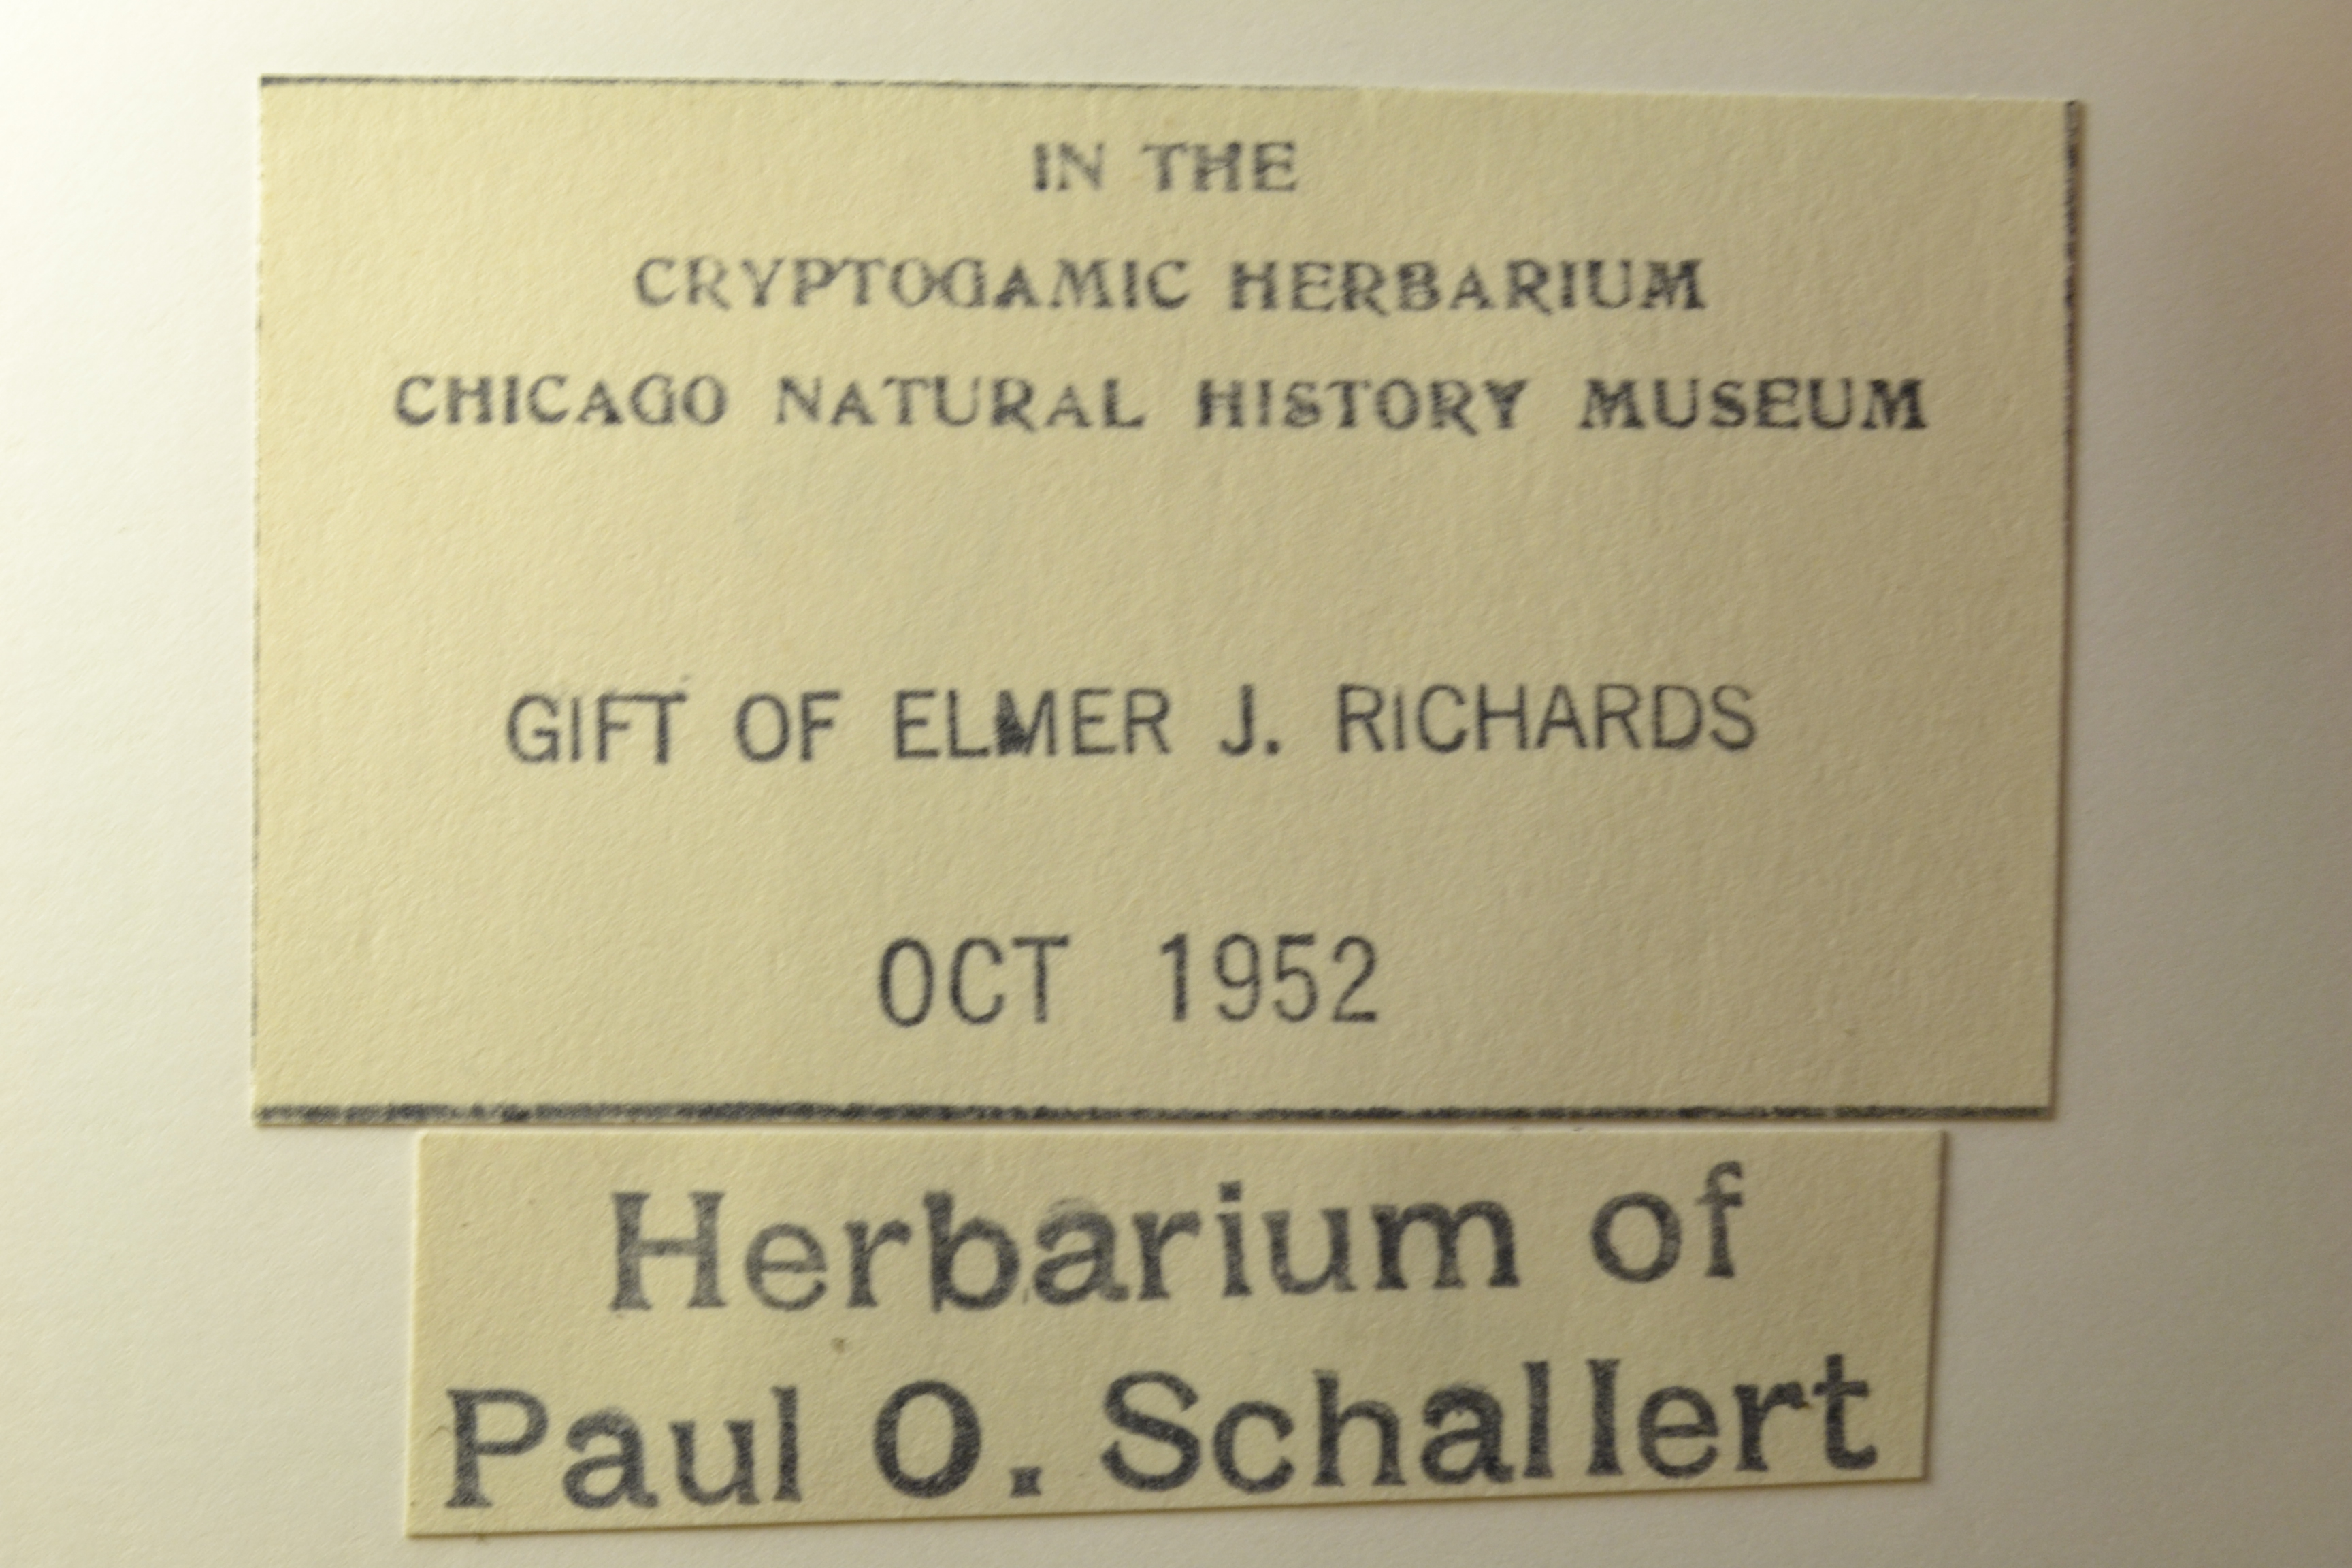 IN THE
CRYPTOGAMIC HERBARIUM
CHICAGO NATURAL HISTORY MUSEUM
GIFT OF ELMER J. RICHARDS
OCT 1952
Herbarium of
Paul O. Schallert